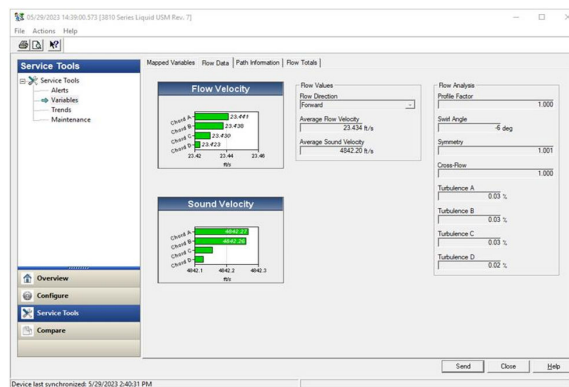 05/29/2023 14:39:00.573 [3810 Series Liquid USM Rev. 7]
File Actions Help
Service Tools
Service Tools
Alerts
Variables
Trends
Maintenance
Overview
Configure
Service Tools
Compare
Mapped Variables Flow Data Path Information Flow Totals
Flow Velocity
Chord A 23.441
Chord B 23.438
Chord C 23.430
Chord D 23.423
23.42 23.44 23.46
ft/s
Sound Velocity
Chord A 4842.27
Chord B 4842.26
Chord C
Chord D
4842.1 4842.2 4842.3
ft/s
Flow Values
Flow Direction
Forward
Average Flow Velocity
23.434 ft/s
Average Sound Velocity
4842.20 ft/s
Flow Analysis
Profile Factor
1.000
Swirl Angle
-6 deg
Symmetry
1.001
Cross-Flow
1.000
Turbulence A
0.03 %
Turbulence B
0.03 %
Turbulence C
0.03 %
Turbulence D
0.02 %
Send Close Help
Device last synchronized: 5/29/2023 2:40:31 PM